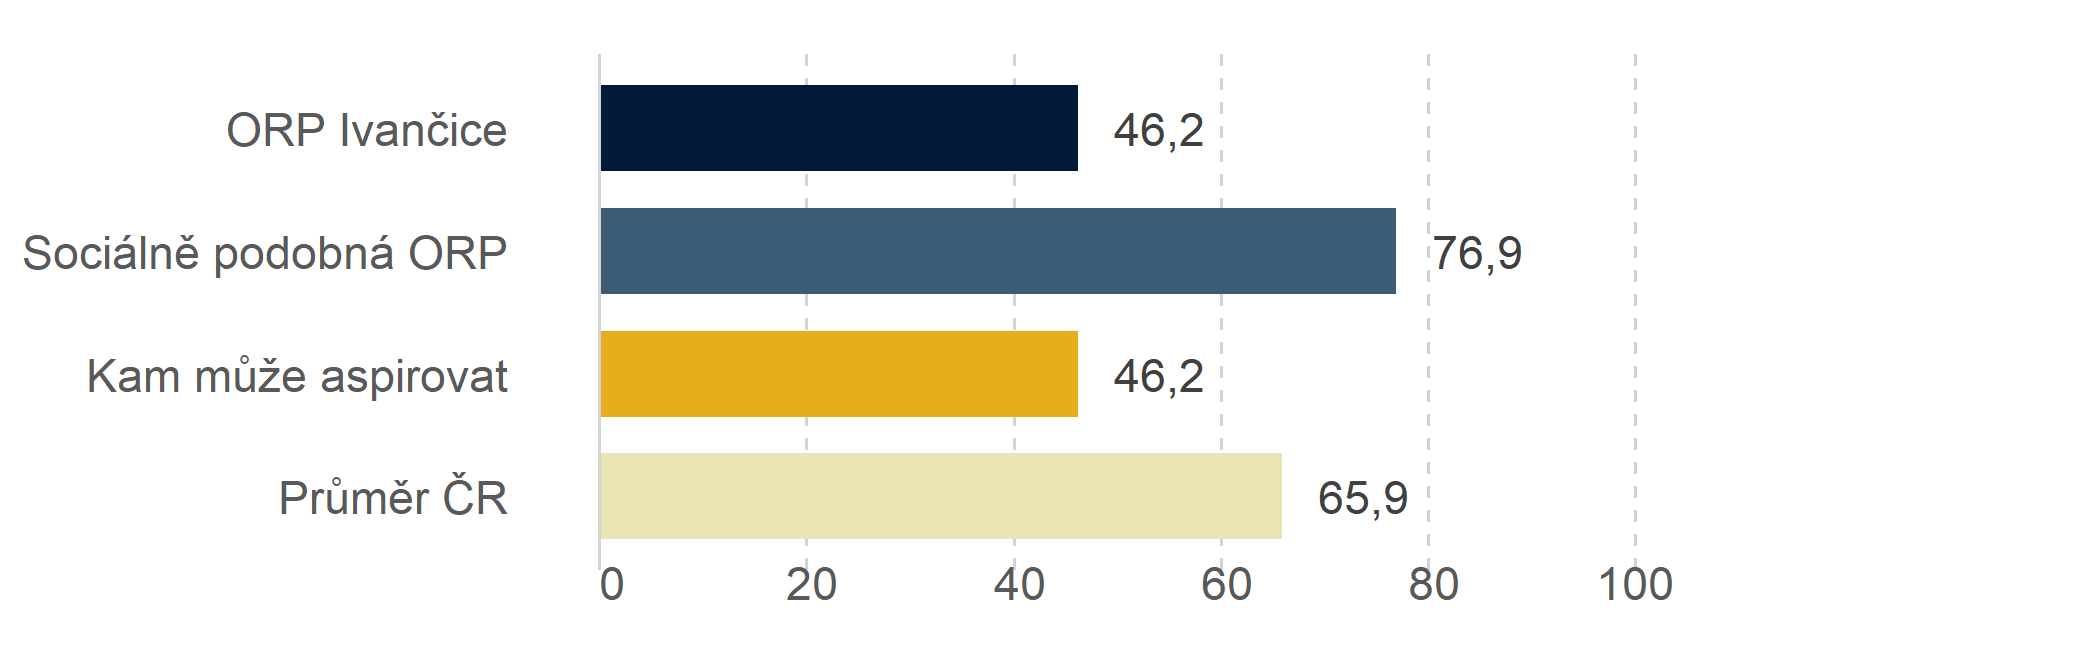 ORP Ivančice
46,2
Sociálně podobná ORP
76,9
Kam může aspirovat
46,2
Průměr ČR
65,9
0 20 40 60 80 100